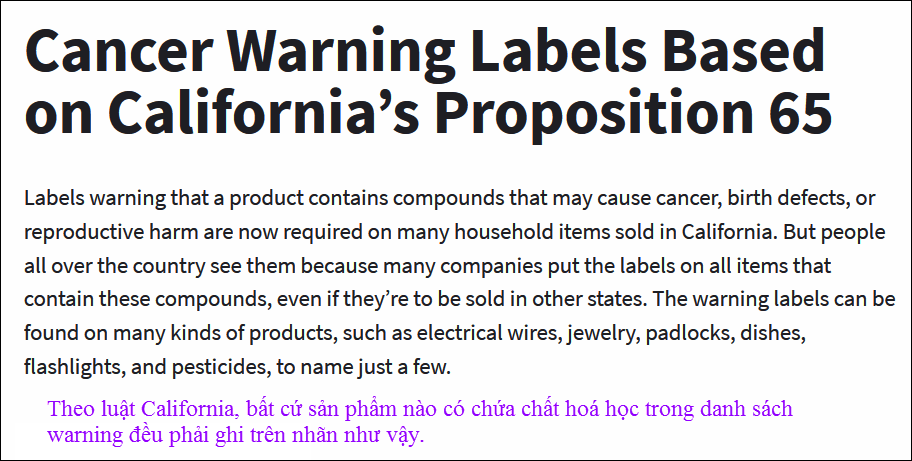 Cancer Warning Labels Based
on California’s Proposition 65
Labels warning that a product contains compounds that may cause cancer, birth defects, or
reproductive harm are now required on many household items sold in California. But people
all over the country see them because many companies put the labels on all items that
contain these compounds, even if they’re to be sold in other states. The warning labels can be
found on many kinds of products, such as electrical wires, jewelry, padlocks, dishes,
flashlights, and pesticides, to name just a few.
Theo luật California, bất cứ sản phẩm nào có chứa chất hoá học trong danh sách
warning đều phải ghi trên nhãn như vậy.